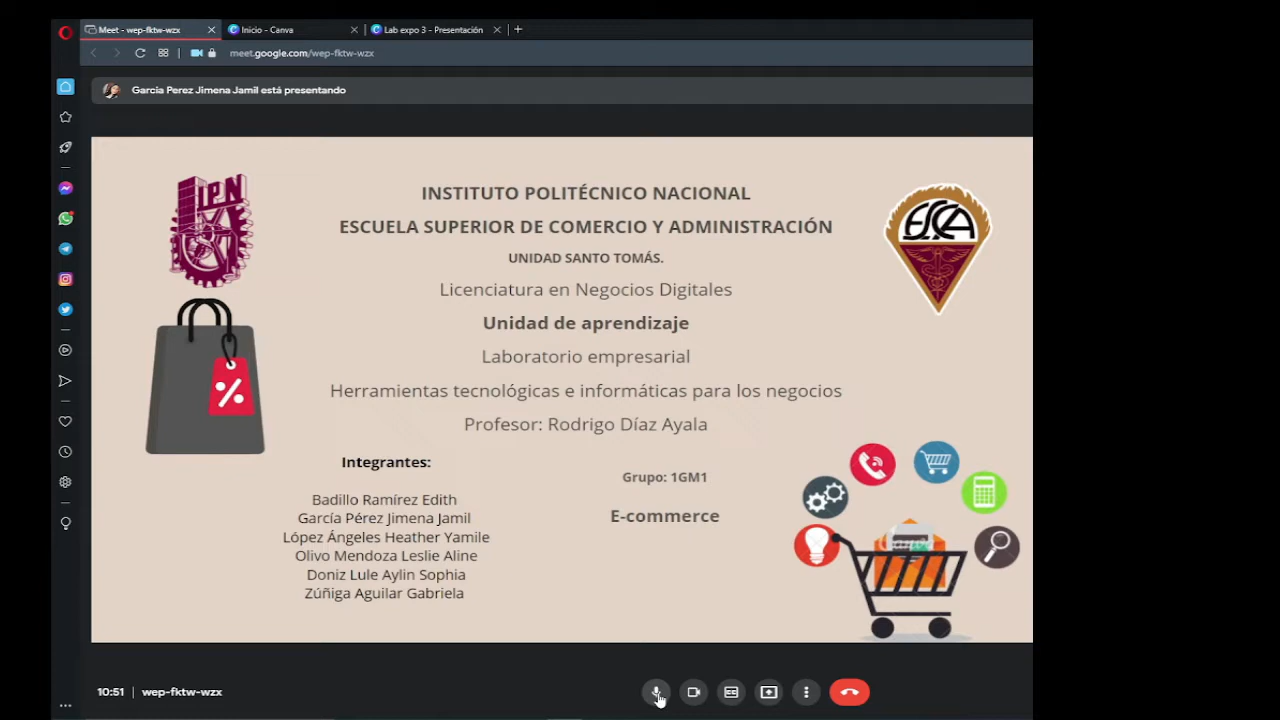 Meet - wep-fktw-wzx
Inicio - Canva
Lab expo 3 - Presentación
meet.google.com/wep-fktw-wzx
Garcia Perez Jimena Jamil está presentando
IPN
INSTITUTO POLITÉCNICO NACIONAL
ESCUELA SUPERIOR DE COMERCIO Y ADMINISTRACIÓN
ESCA
UNIDAD SANTO TOMÁS.
Licenciatura en Negocios Digitales
Unidad de aprendizaje
Laboratorio empresarial
%
Herramientas tecnológicas e informáticas para los negocios
Profesor: Rodrigo Díaz Ayala
Integrantes:
Badillo Ramírez Edith
García Pérez Jimena Jamil
López Ángeles Heather Yamile
Olivo Mendoza Leslie Aline
Doniz Lule Aylin Sophia
Zúñiga Aguilar Gabriela
Grupo: 1GM1
E-commerce
10:51 | wep-fktw-wzx